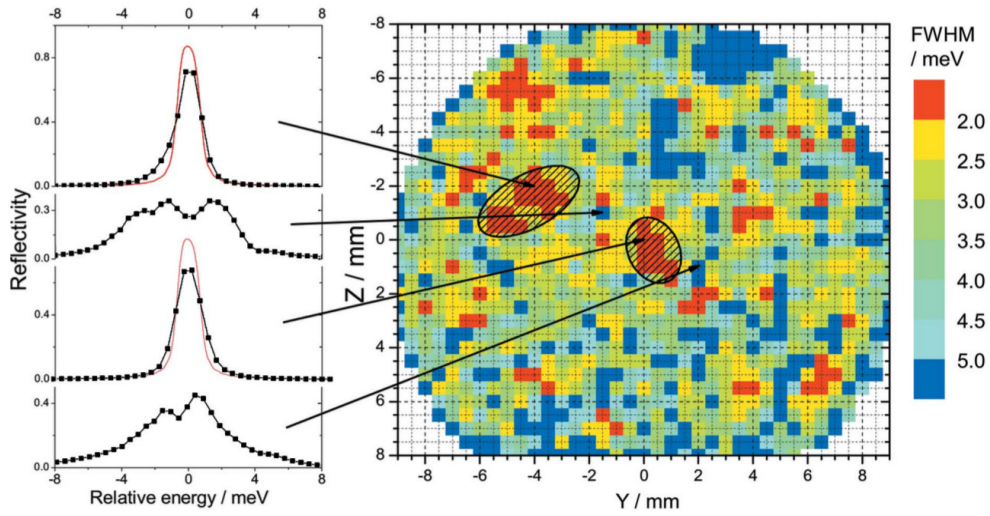 -8 -4 0 4 8
0.8
0.4
0.0
0.3
0.0
0.4
0.0
0.4
0.0
-8 -4 0 4 8
Reflectivity
Relative energy / meV
-8
-6
-4
-2
0
2
4
6
8
Z / mm
-8 -6 -4 -2 0 2 4 6 8
Y / mm
FWHM
/ meV
2.0
2.5
3.0
3.5
4.0
4.5
5.0